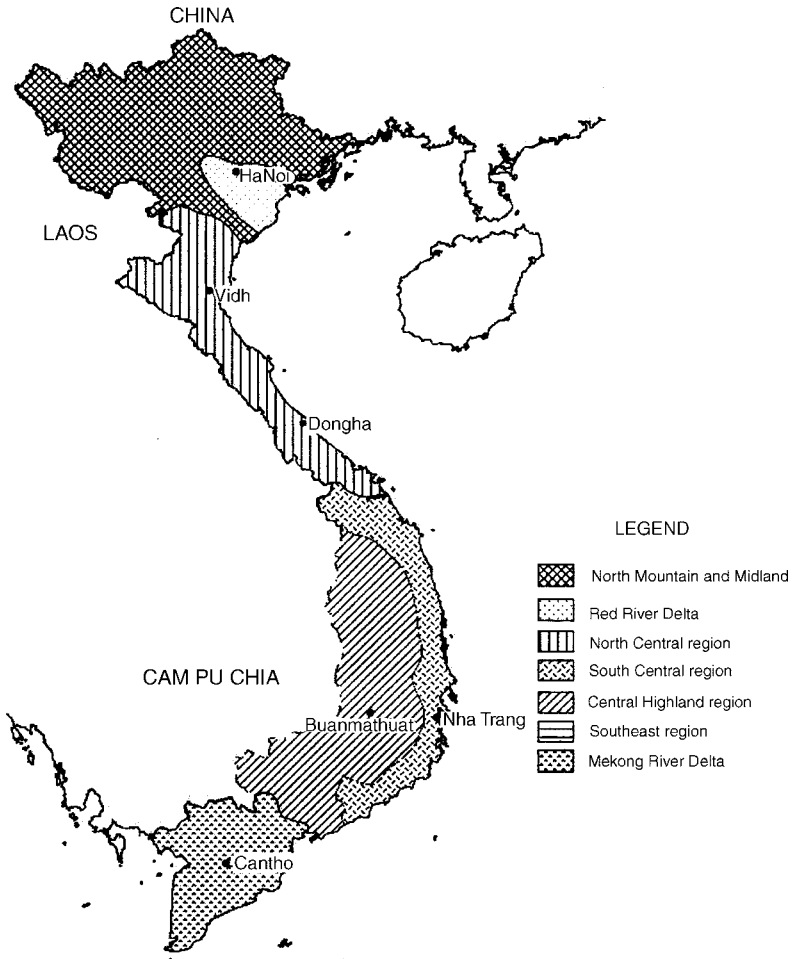 CHINA
HaNoi
LAOS
Vidh
Dongha
LEGEND
North Mountain and Midland
Red River Delta
North Central region
South Central region
CAM PU CHIA
Central Highland region
Buanmathuat
Nha Trang
Southeast region
Mekong River Delta
Cantho